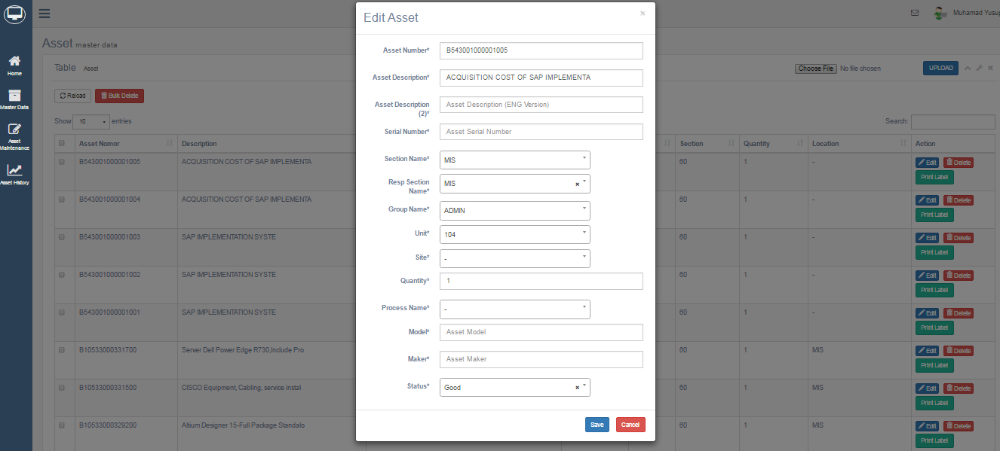 Muhamad Yusup
Home
Master Data
Asset
Maintenance
Asset History
Asset master data
Table Asset
Choose File No file chosen
UPLOAD
Reload Bulk Delete
Show 10 entries
Search:
Asset Nomor Description Section Quantity Location Action
B543001000001005 ACQUISITION COST OF SAP IMPLEMENTA 60 1 - Edit Delete
Print Label
B543001000001004 ACQUISITION COST OF SAP IMPLEMENTA 60 1 - Edit Delete
Print Label
B543001000001003 SAP IMPLEMENTATION SYSTE 60 1 - Edit Delete
Print Label
B543001000001002 SAP IMPLEMENTATION SYSTE 60 1 - Edit Delete
Print Label
B543001000001001 SAP IMPLEMENTATION SYSTE 60 1 - Edit Delete
Print Label
B10533000331700 Server Dell Power Edge R730,Include Pro 60 1 MIS Edit Delete
Print Label
B10533000331500 CISCO Equipment, Cabling, service instal 60 1 MIS Edit Delete
Print Label
B10533000329200 Altium Designer 15-Full Package Standalo 60 1 MIS Edit Delete
Print Label
Edit Asset ×
Asset Number* B543001000001005
Asset Description* ACQUISITION COST OF SAP IMPLEMENTA
Asset Description Asset Description (ENG Version)
(2)*
Serial Number* Asset Serial Number
Section Name* MIS
Resp Section MIS ×
Name*
Group Name* ADMIN
Unit* 104
Site* -
Quantity* 1
Process Name* -
Model* Asset Model
Maker* Asset Maker
Status* Good ×
Save Cancel